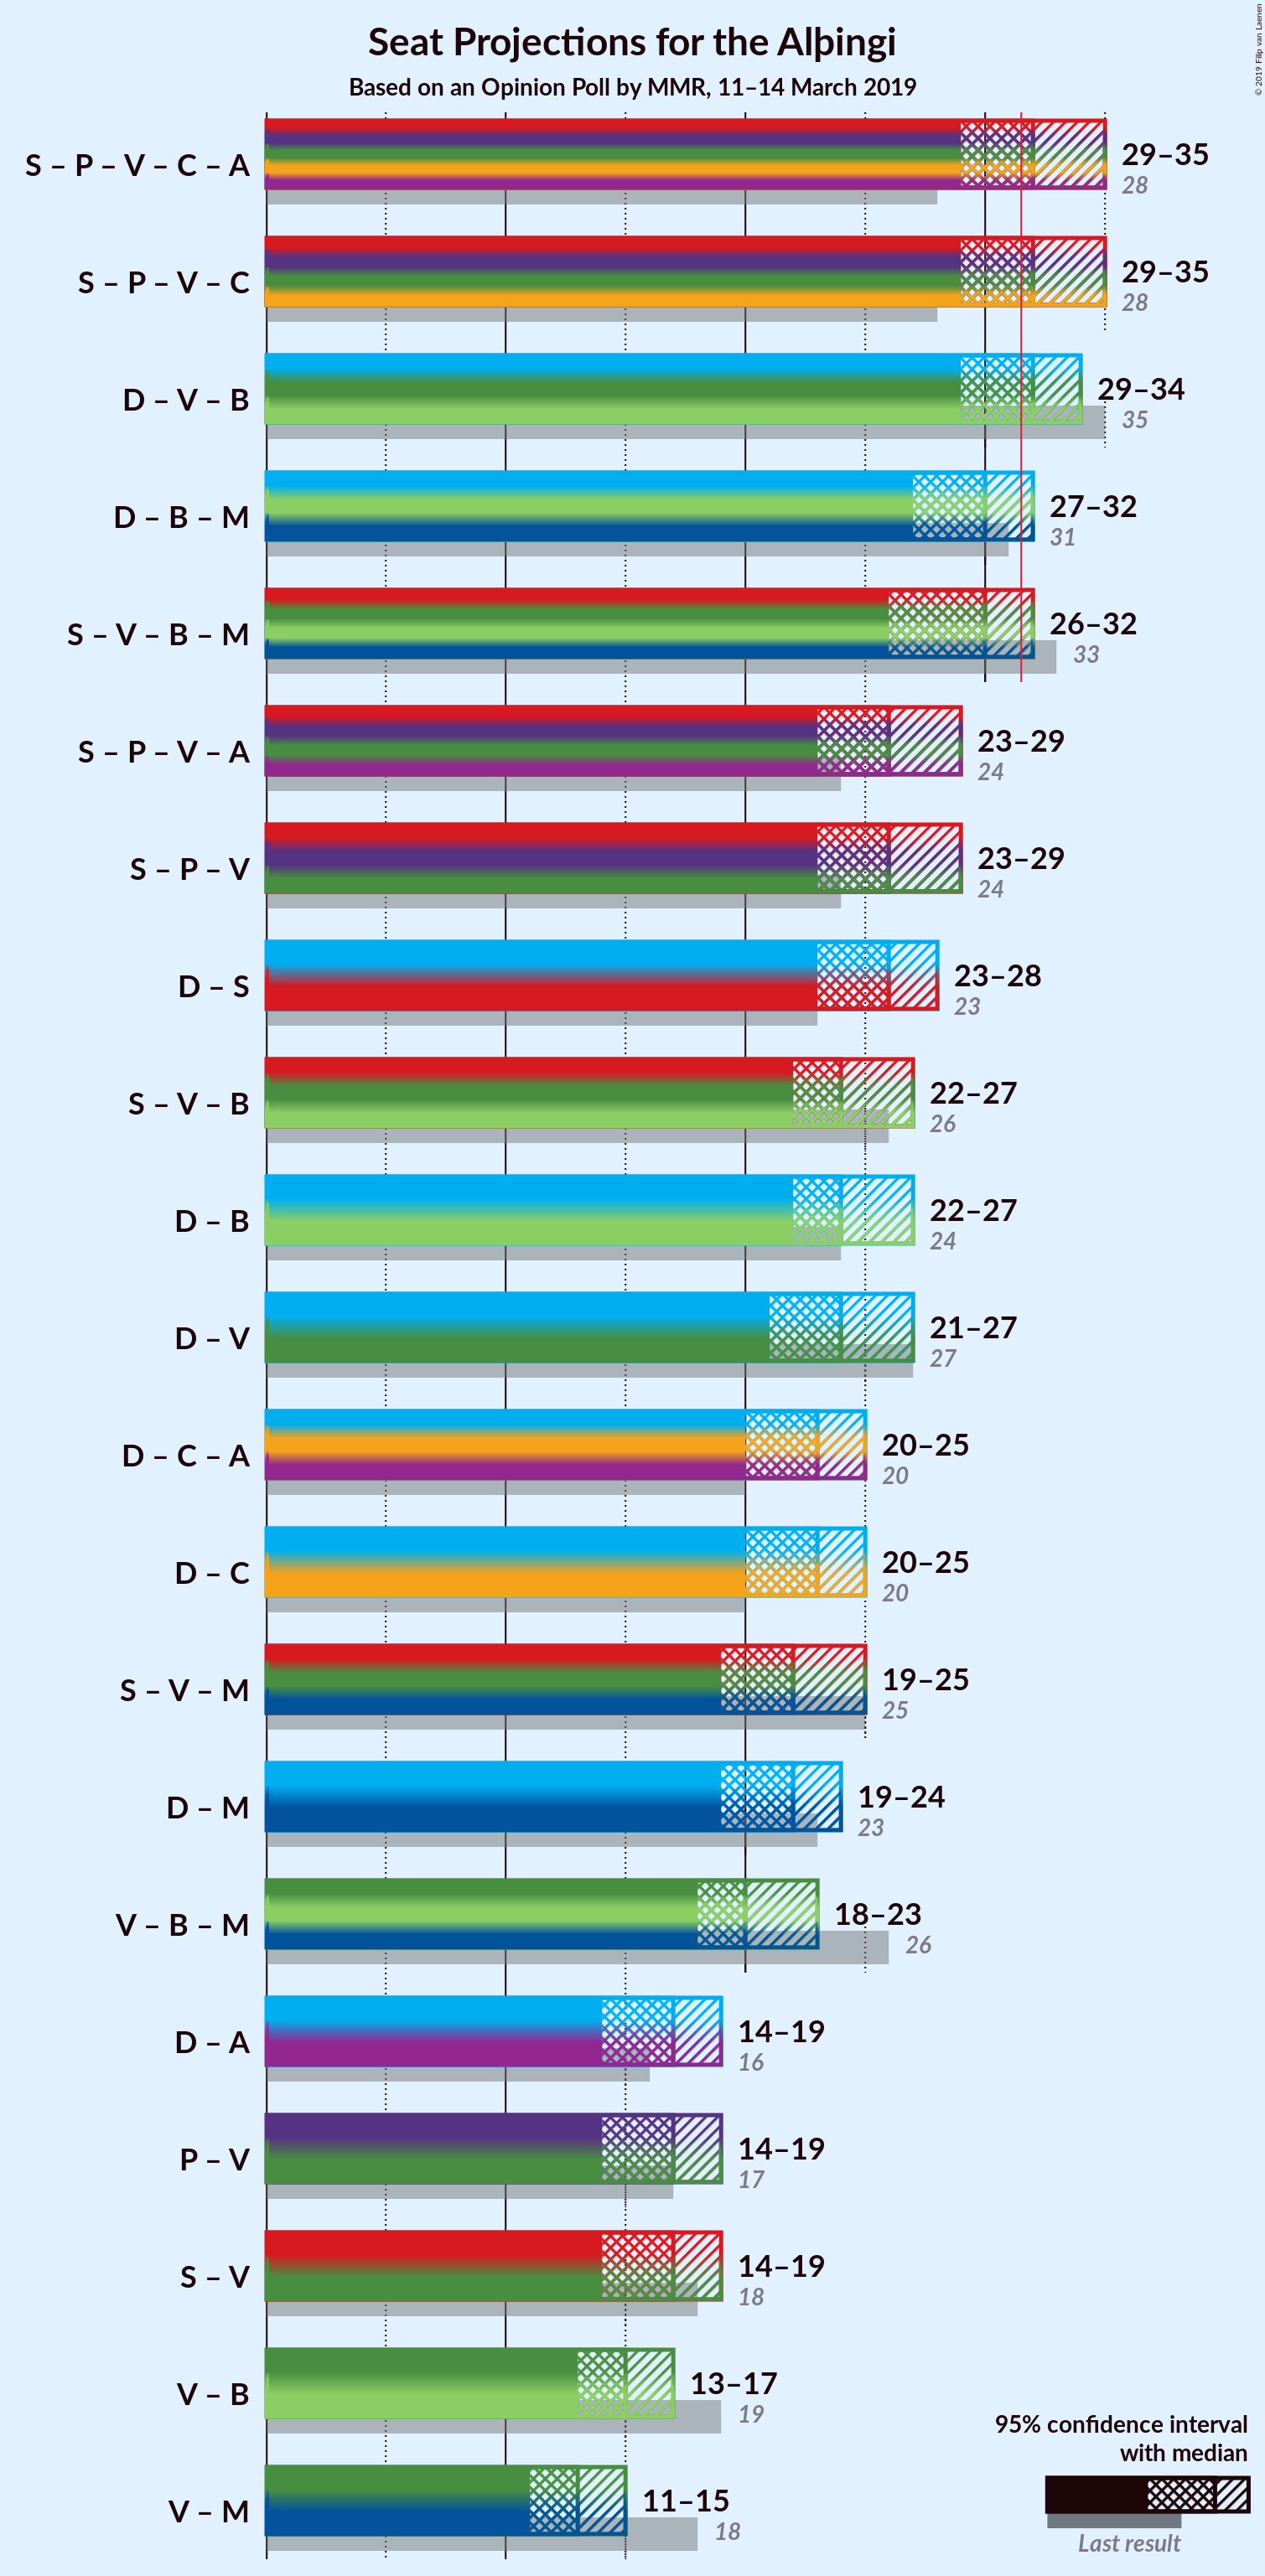 Seat Projections for the Alþingi
Based on an Opinion Poll by MMR, 11–14 March 2019
© 2019 Filip van Laenen
S – P – V – C – A
29–35
28
S – P – V – C
29–35
28
D – V – B
29–34
35
D – B – M
27–32
31
S – V – B – M
26–32
33
S – P – V – A
23–29
24
S – P – V
23–29
24
D – S
23–28
23
S – V – B
22–27
26
D – B
22–27
24
D – V
21–27
27
D – C – A
20–25
20
D – C
20–25
20
S – V – M
19–25
25
D – M
19–24
23
V – B – M
18–23
26
D – A
14–19
16
P – V
14–19
17
S – V
14–19
18
V – B
13–17
19
V – M
11–15
18
95% confidence interval
with median
Last result